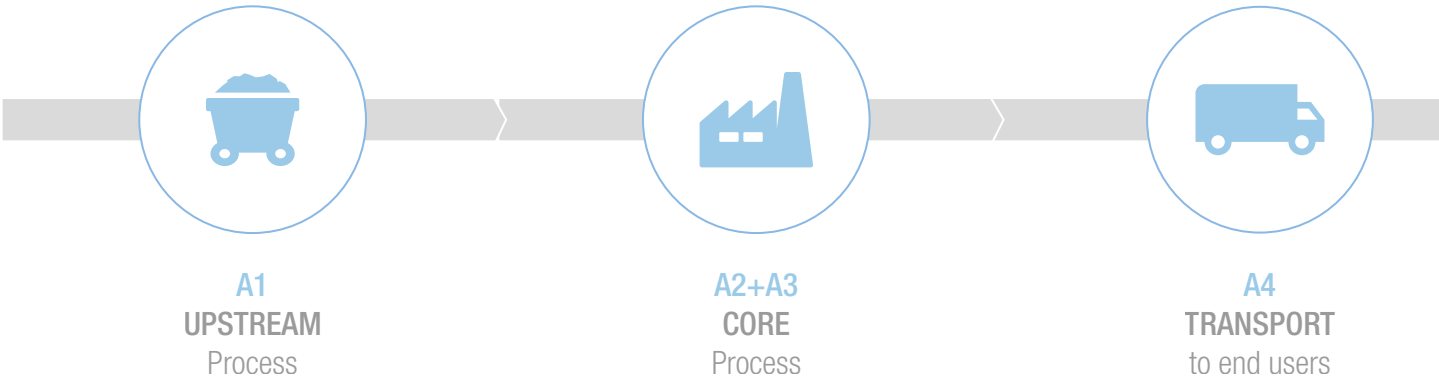 A1
UPSTREAM
Process
A2+A3
CORE
Process
A4
TRANSPORT
to end users